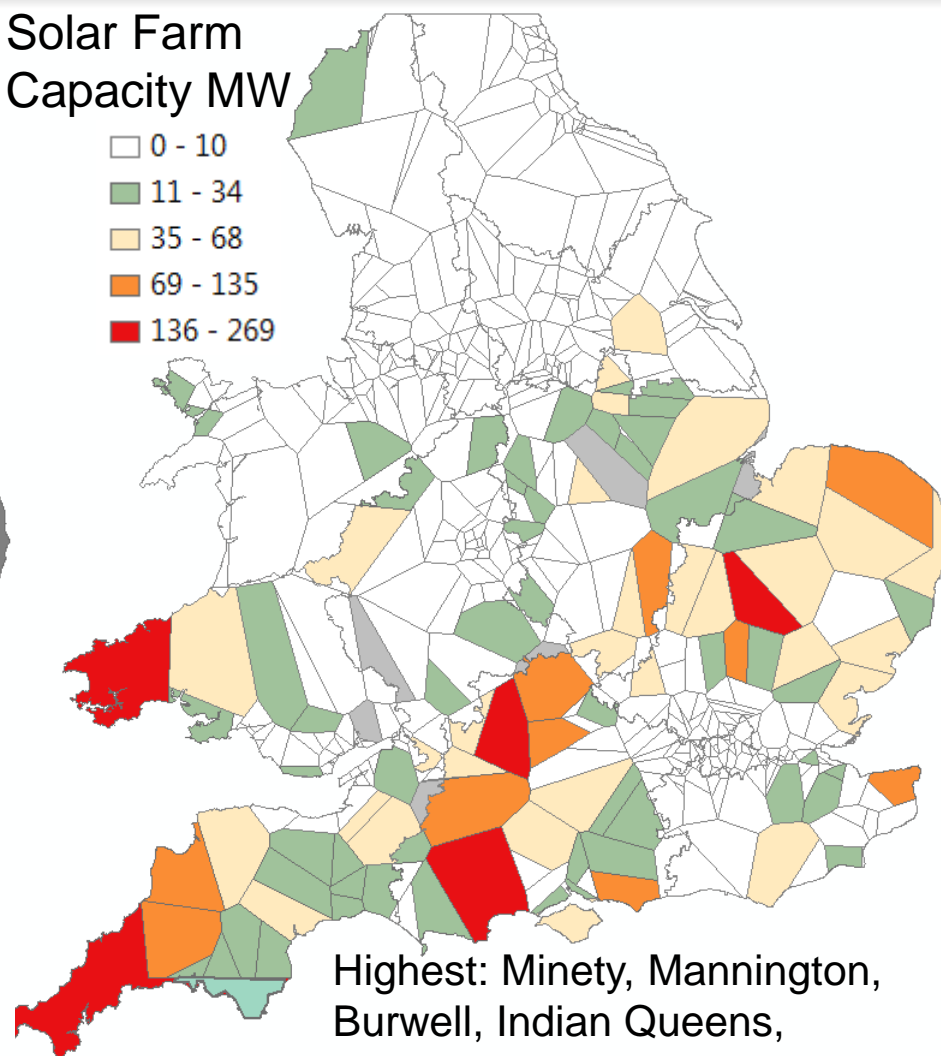 Solar Farm
Capacity MW
0 - 10
11 - 34
35 - 68
69 - 135
136 - 269
Highest: Minety, Mannington,
Burwell, Indian Queens,